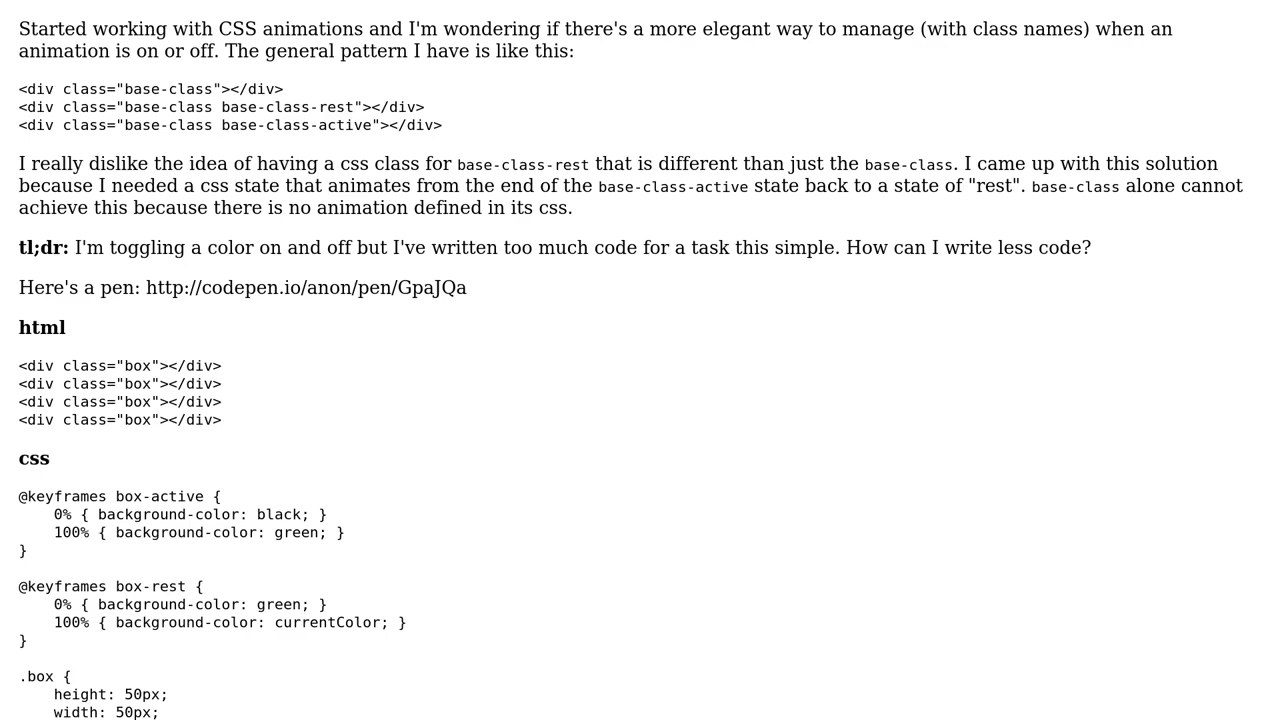 Started working with CSS animations and I'm wondering if there's a more elegant way to manage (with class names) when an
animation is on or off. The general pattern I have is like this:
<div class="base-class"></div>
<div="base-class base-class-rest"></div>
<div="base-class base-class-active"></div>
I really dislike the idea of having a css class for base-class-rest that is different than just the base-class. I came up with this solution
because I needed a css state that animates from the end of the base-class-active state back to a state of "rest". base-class alone cannot
achieve this because there is no animation defined in its css.
tl;dr: I'm toggling a color on and off but I've written too much code for a task this simple. How can I write less code?
Here's a pen: http://codepen.io/anon/pen/GpaJQa
html
<div class="box"></div>
<div class="box"></div>
<div class="box"></div>
<div class="box"></div>
css
@keyframes box-active {
    0% { background-color: black; }
    100% { background-color: green; }
}
@keyframes box-rest {
    0% { background-color: green; }
    100% { background-color: currentColor; }
}
.box {
    height: 50px;
    width: 50px;